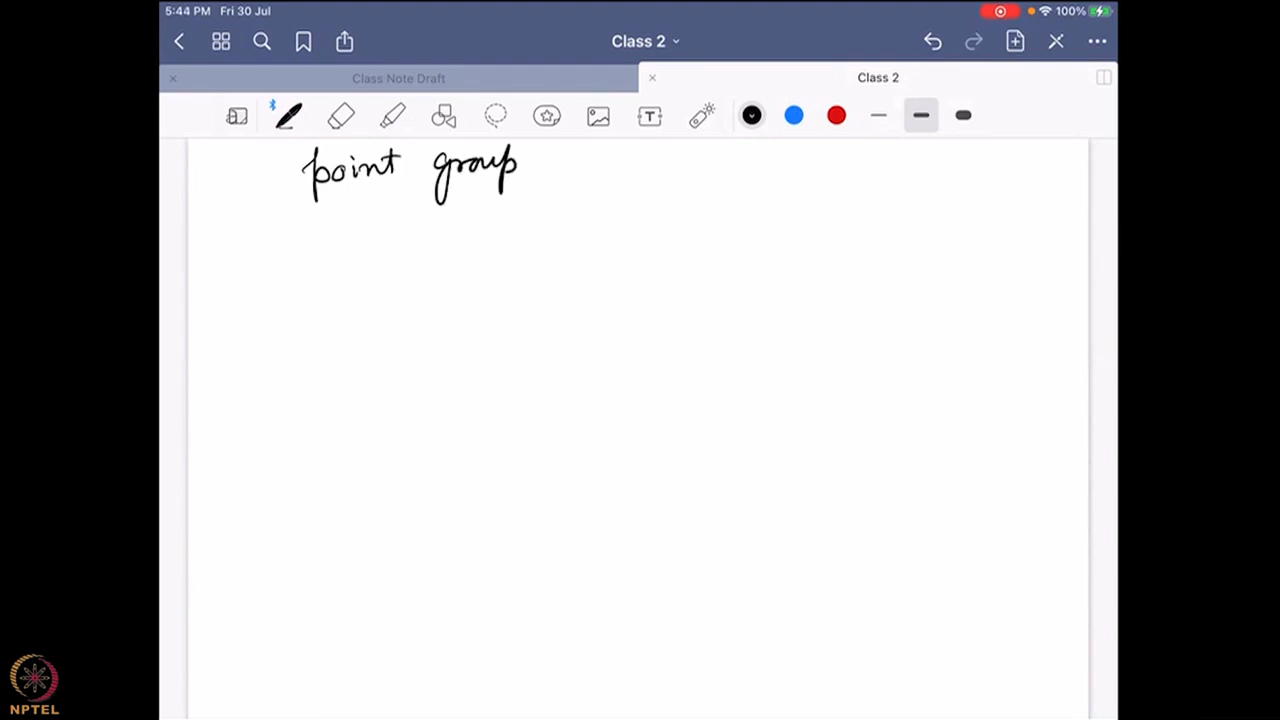 5:44 PM Fri 30 Jul
100%
Class 2
Class Note Draft
Class 2
T
point group
NPTEL